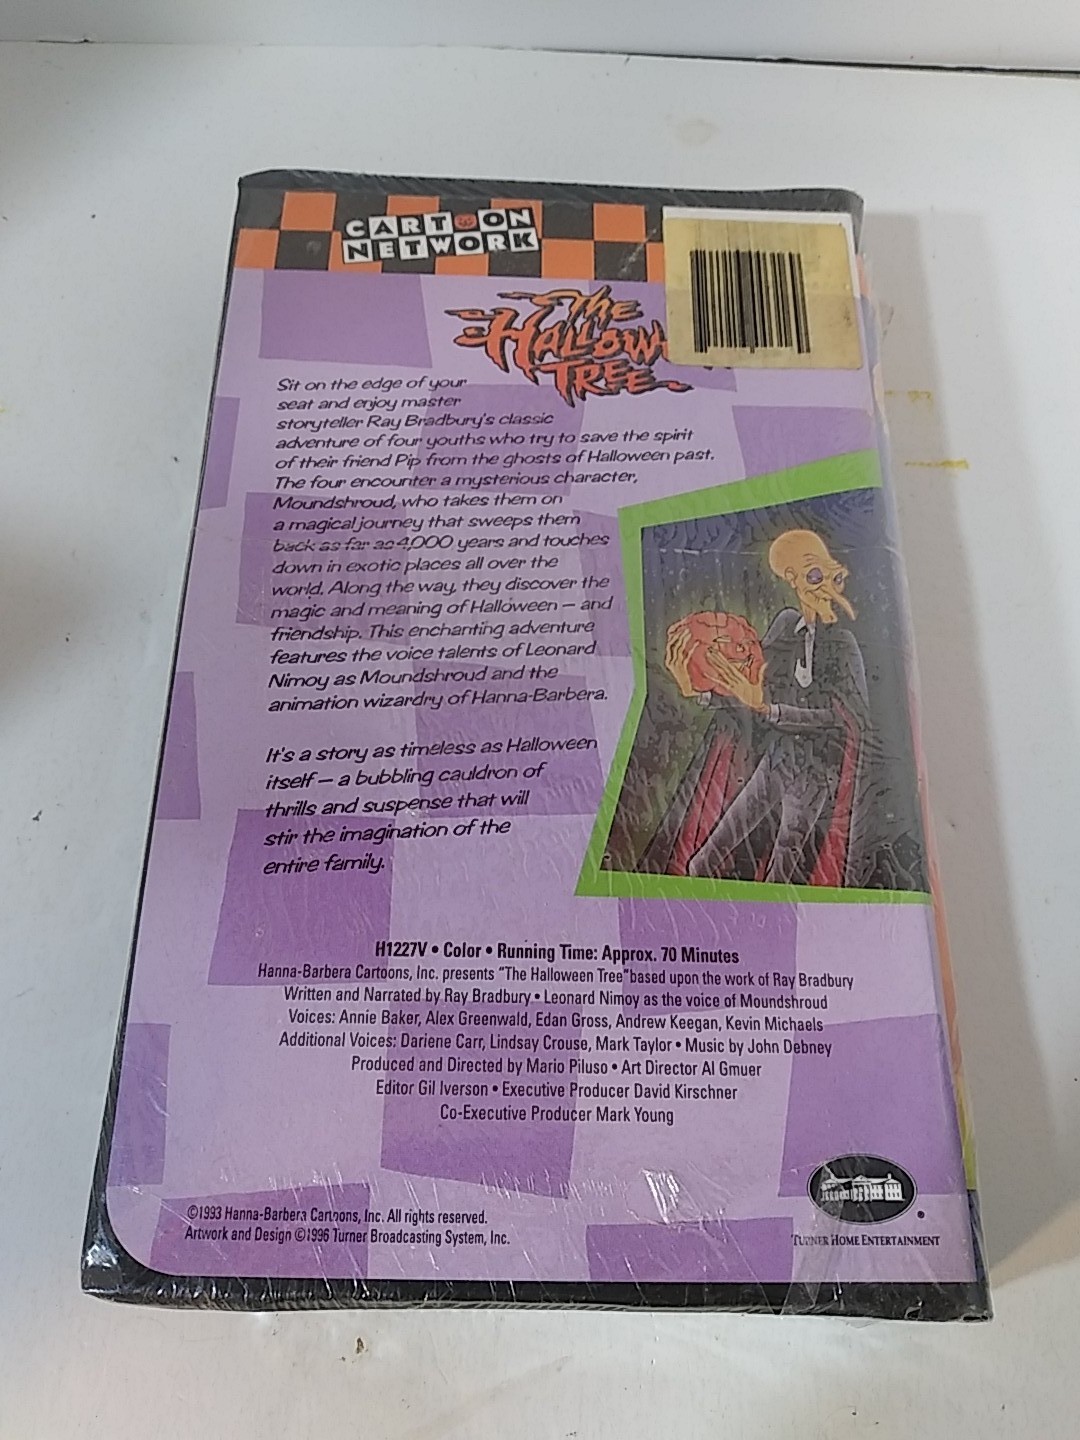 CARTOON
NETWORK
THE
HALLOW
TREE
Sit on the edge of your
seat and enjoy master
storyteller Ray Bradbury's classic
adventure of four youths who try to save the spirit
of their friend Pip from the ghosts of Halloween past.
The four encounter a mysterious character,
Moundshroud, who takes them on
a magical journey that sweeps them
back as far as 4,000 years and touches
down in exotic places all over the
world. Along the way, they discover the
magic and meaning of Halloween — and
friendship. This enchanting adventure
features the voice talents of Leonard
Nimoy as Moundshroud and the
animation wizardry of Hanna-Barbera.
It's a story as timeless as Halloween
itself — a bubbling cauldron of
thrills and suspense that will
stir the imagination of the
entire family.
H1227V • Color • Running Time: Approx. 70 Minutes
Hanna-Barbera Cartoons, Inc. presents "The Halloween Tree" based upon the work of Ray Bradbury
Written and Narrated by Ray Bradbury • Leonard Nimoy as the voice of Moundshroud
Voices: Annie Baker, Alex Greenwald, Edan Gross, Andrew Keegan, Kevin Michaels
Additional Voices: Dariene Carr, Lindsay Crouse, Mark Taylor • Music by John Debney
Produced and Directed by Mario Piluso • Art Director Al Gmuer
Editor Gil Iverson • Executive Producer David Kirschner
Co-Executive Producer Mark Young
©1993 Hanna-Barbera Cartoons, Inc. All rights reserved.
Artwork and Design ©1996 Turner Broadcasting System, Inc.
TURNER HOME ENTERTAINMENT